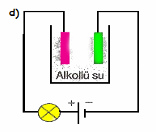 d)
Alkollü su
+ −